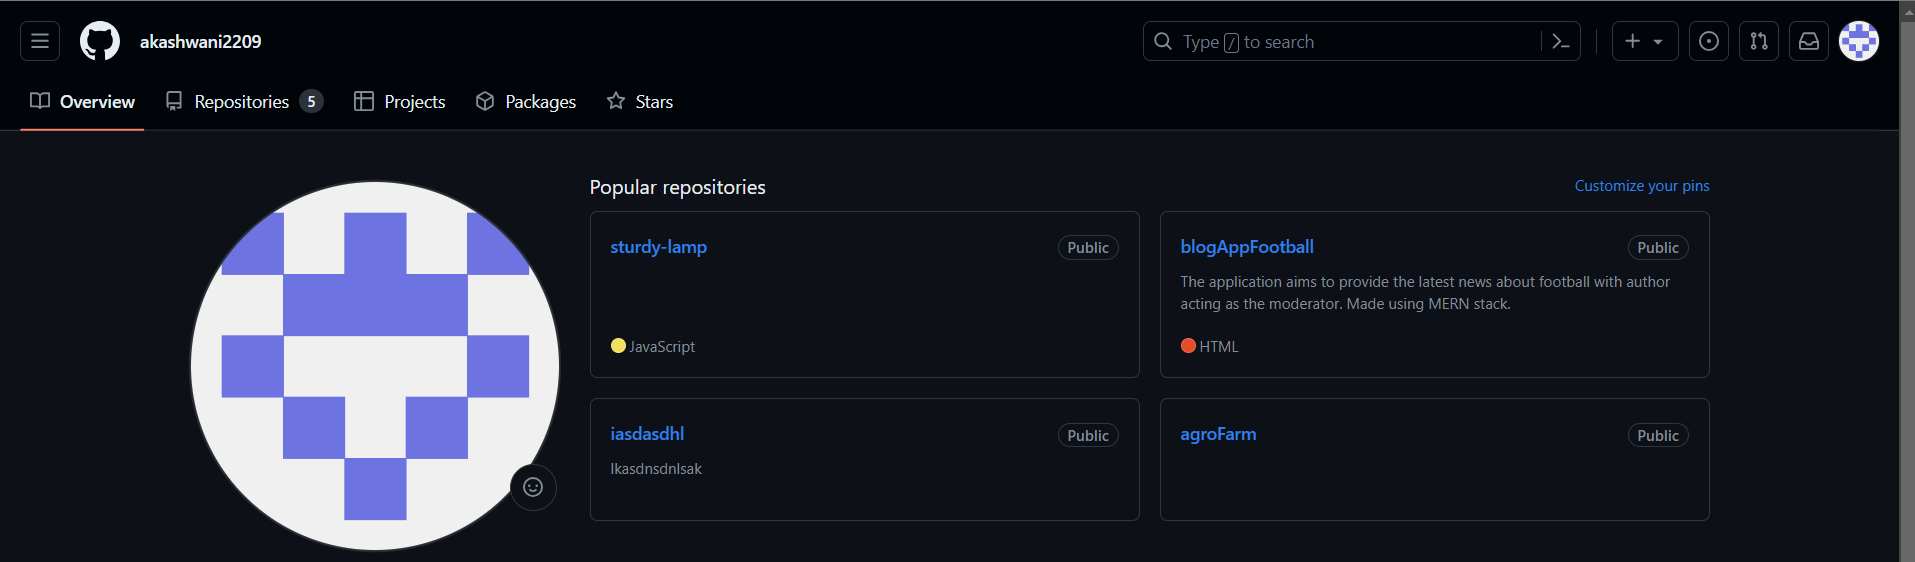 akashwani2209
Type / to search
Overview
Repositories 5
Projects
Packages
Stars
Popular repositories
Customize your pins
sturdy-lamp
Public
JavaScript
blogAppFootball
Public
The application aims to provide the latest news about football with author
acting as the moderator. Made using MERN stack.
HTML
iasdasdhl
Public
lkasdnsdnlsak
agroFarm
Public